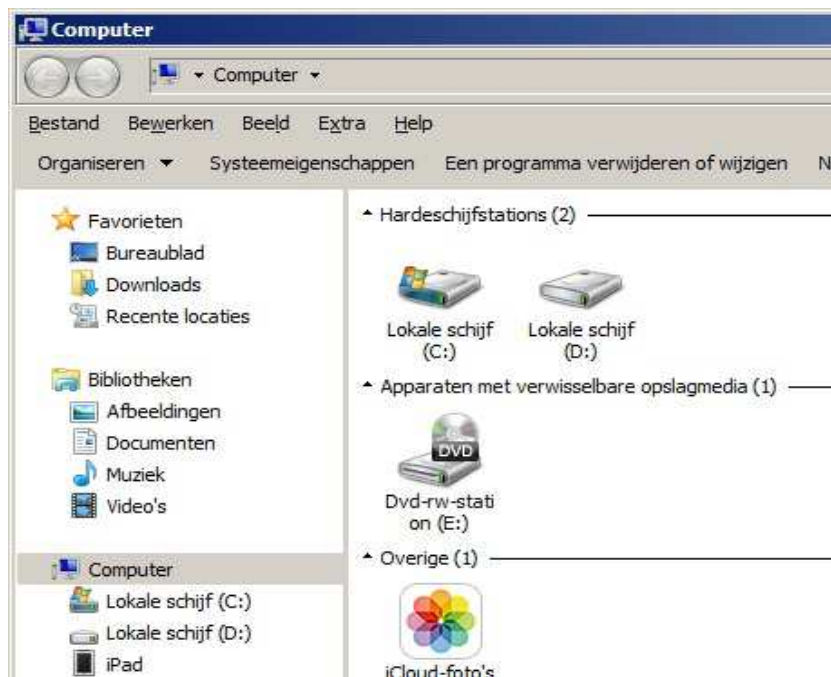 Computer
Computer
Bestand Bewerken Beeld Extra Help
Organiseren Systeemeigenschappen Een programma verwijderen of wijzigen N
Favorieten
Bureaublad
Downloads
Recente locaties
Bibliotheken
Afbeeldingen
Documenten
Muziek
Video's
Computer
Lokale schijf (C:)
Lokale schijf (D:)
iPad
Hardeschijfstations (2)
Lokale schijf
(C:)
Lokale schijf
(D:)
Apparaten met verwisselbare opslagmedia (1)
DVD
Dvd-rw-stati
on (E:)
Overige (1)
iCloud-foto's